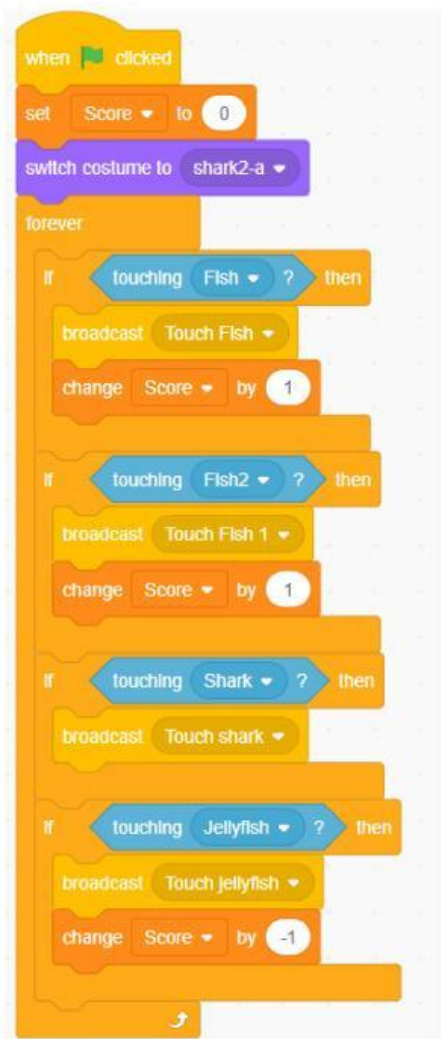 when clicked
set Score to 0
switch costume to shark2-a
forever
If touching Fish ? then
broadcast Touch Fish
change Score by 1
If touching Fish2 ? then
broadcast Touch Fish 1
change Score by 1
If touching Shark ? then
broadcast Touch shark
If touching Jellyfish ? then
broadcast Touch jellyfish
change Score by -1